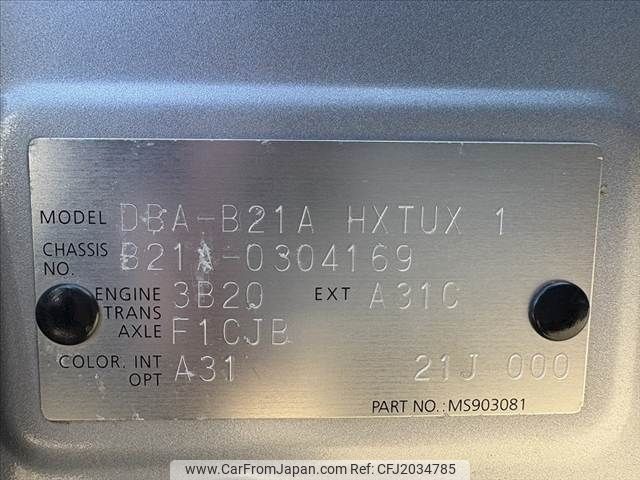 MODEL DBA-B21A HXTUX 1
CHASSIS NO. B21A-0304169
ENGINE 3B20 EXT A31C
TRANS AXLE F1CJB
COLOR. INT A31
OPT 21J 000
PART NO.: MS903081
www.CarFromJapan.com | Ref No: CFJ2034785